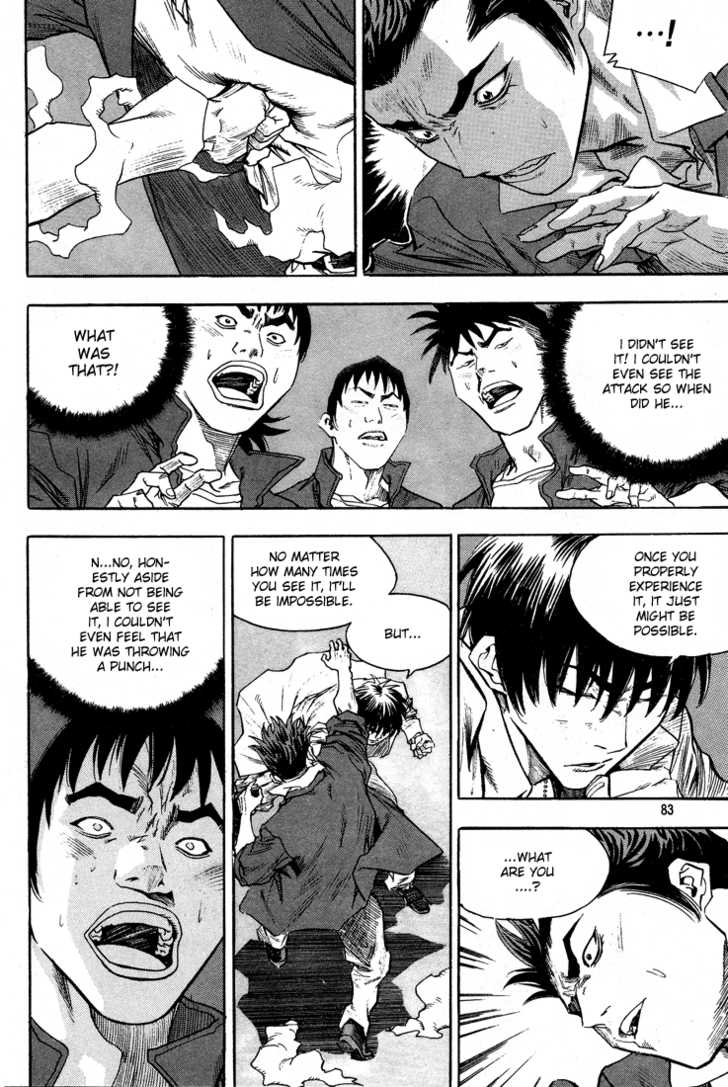 ...!
I DIDN'T SEE
IT! I COULDN'T
EVEN SEE THE
ATTACK SO WHEN
DID HE...
WHAT
WAS
THAT?!
ONCE YOU
PROPERLY
EXPERIENCE
IT, IT JUST
MIGHT BE
POSSIBLE.
NO MATTER
HOW MANY TIMES
YOU SEE IT, IT'LL
BE IMPOSSIBLE.
BUT...
N...NO, HON-
ESTLY ASIDE
FROM NOT BEING
ABLE TO SEE
IT, I COULDN'T
EVEN FEEL THAT
HE WAS THROWING
A PUNCH...
83
...WHAT
ARE YOU
....?